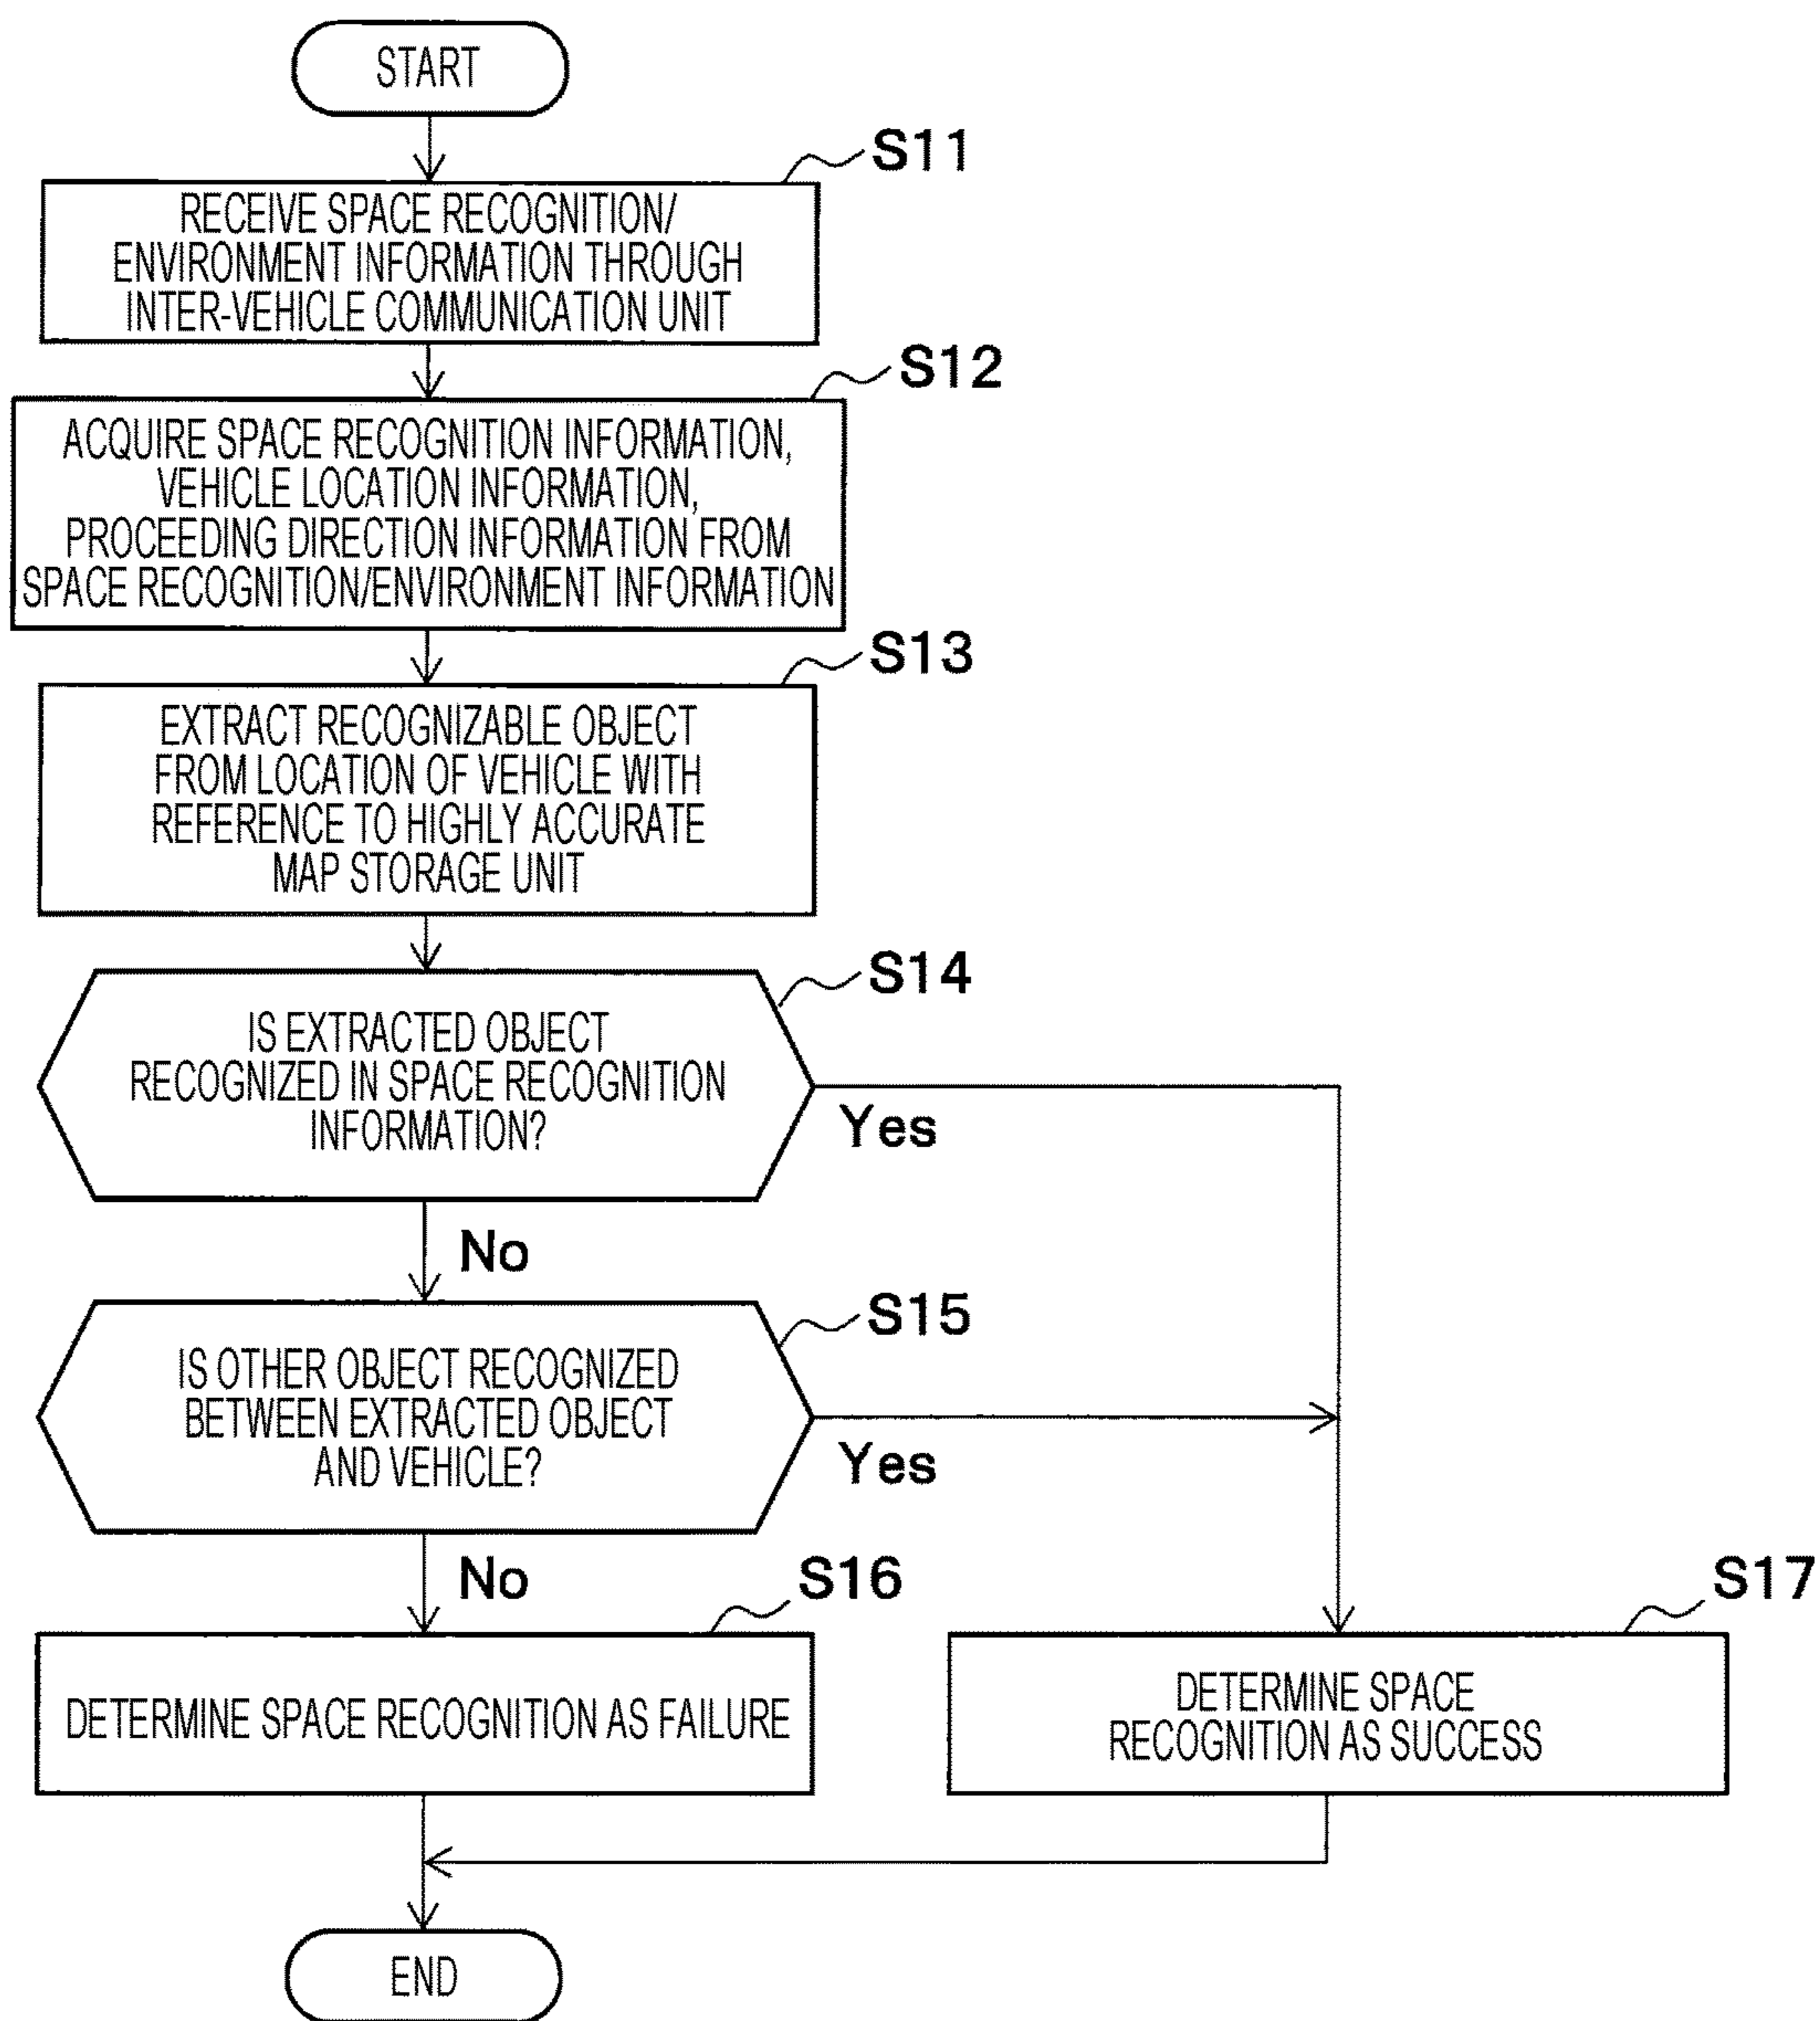 START
S11
RECEIVE SPACE RECOGNITION/
ENVIRONMENT INFORMATION THROUGH
INTER-VEHICLE COMMUNICATION UNIT
S12
ACQUIRE SPACE RECOGNITION INFORMATION,
VEHICLE LOCATION INFORMATION,
PROCEEDING DIRECTION INFORMATION FROM
SPACE RECOGNITION/ENVIRONMENT INFORMATION
S13
EXTRACT RECOGNIZABLE OBJECT
FROM LOCATION OF VEHICLE WITH
REFERENCE TO HIGHLY ACCURATE
MAP STORAGE UNIT
S14
IS EXTRACTED OBJECT
RECOGNIZED IN SPACE RECOGNITION
INFORMATION?
Yes
No
S15
IS OTHER OBJECT RECOGNIZED
BETWEEN EXTRACTED OBJECT
AND VEHICLE?
Yes
No
S16
DETERMINE SPACE RECOGNITION AS FAILURE
S17
DETERMINE SPACE
RECOGNITION AS SUCCESS
END